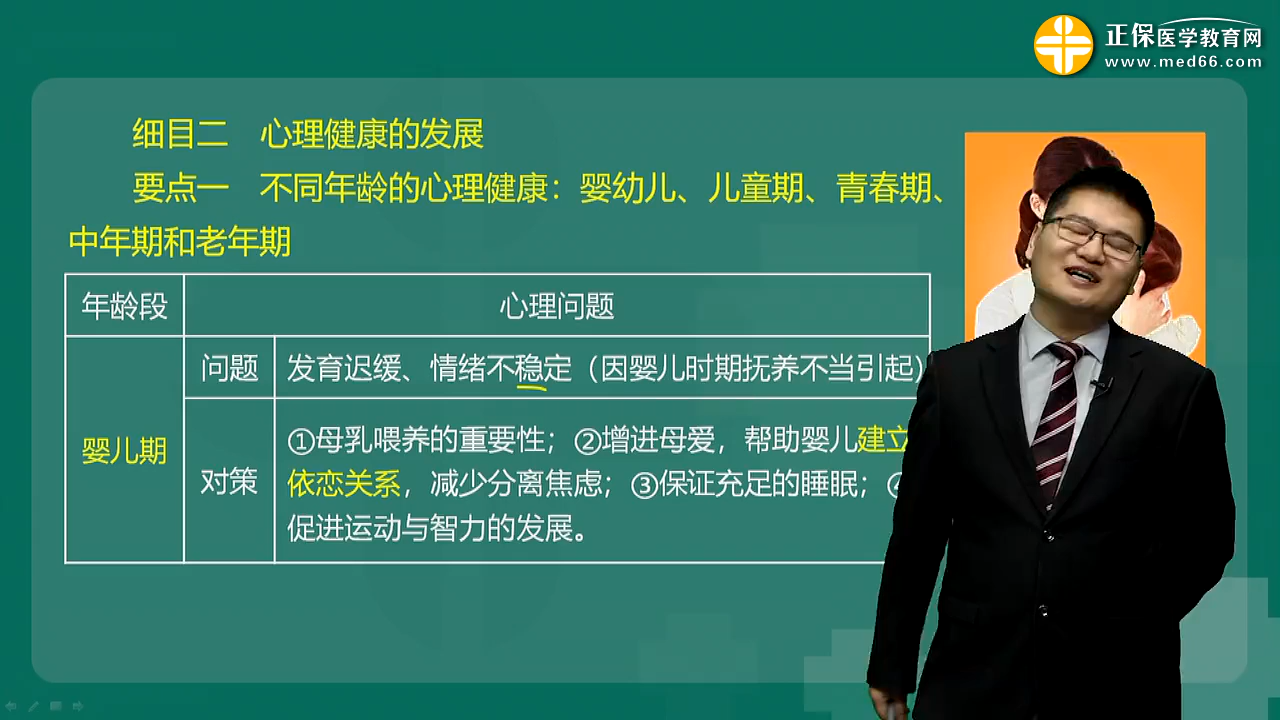 正保医学教育网
www.med66.com
细目二 心理健康的发展
要点一 不同年龄的心理健康：婴幼儿、儿童期、青春期、
中年期和老年期
年龄段 心理问题
婴儿期
问题 发育迟缓、情绪不稳定（因婴儿时期抚养不当引起）
对策
①母乳喂养的重要性；②增进母爱，帮助婴儿建立
依恋关系，减少分离焦虑；③保证充足的睡眠；④
促进运动与智力的发展。